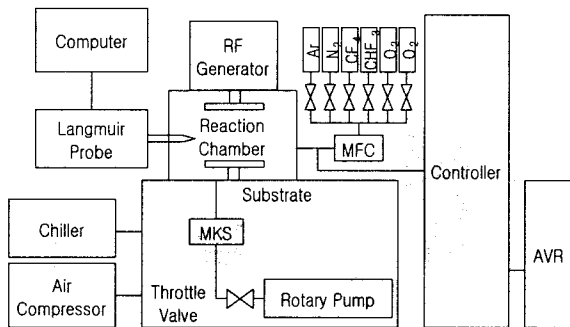 Computer
RF
Generator
Ar
N2
CF4
CHF3
O2
O2
Langmuir
Probe
Reaction
Chamber
MFC
Controller
Substrate
Chiller
MKS
AVR
Air
Compressor
Throttle
Valve
Rotary Pump